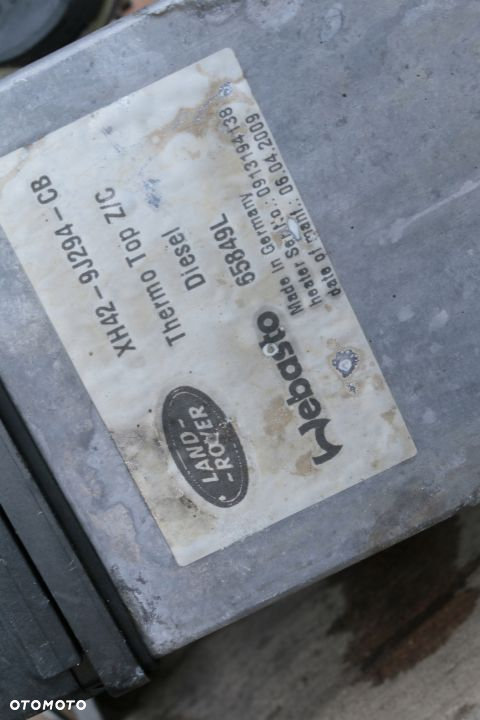 XH42-9J294-CB
Thermo Top Z/C
Diesel
65849L
LAND-
-ROVER
Webasto
Made in Germany
heater Ser.No.: 0913194138
date of manf.: 06.04.2009
OTOMOTO